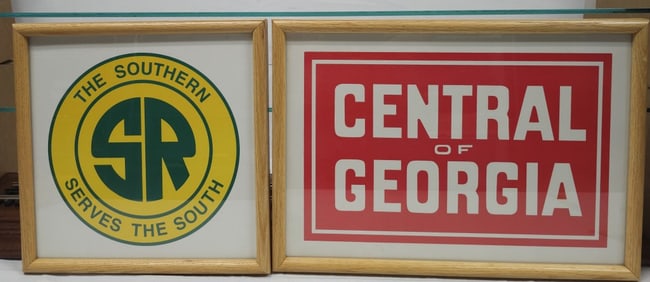 THE SOUTHERN
SR
SERVES THE SOUTH
CENTRAL
OF
GEORGIA